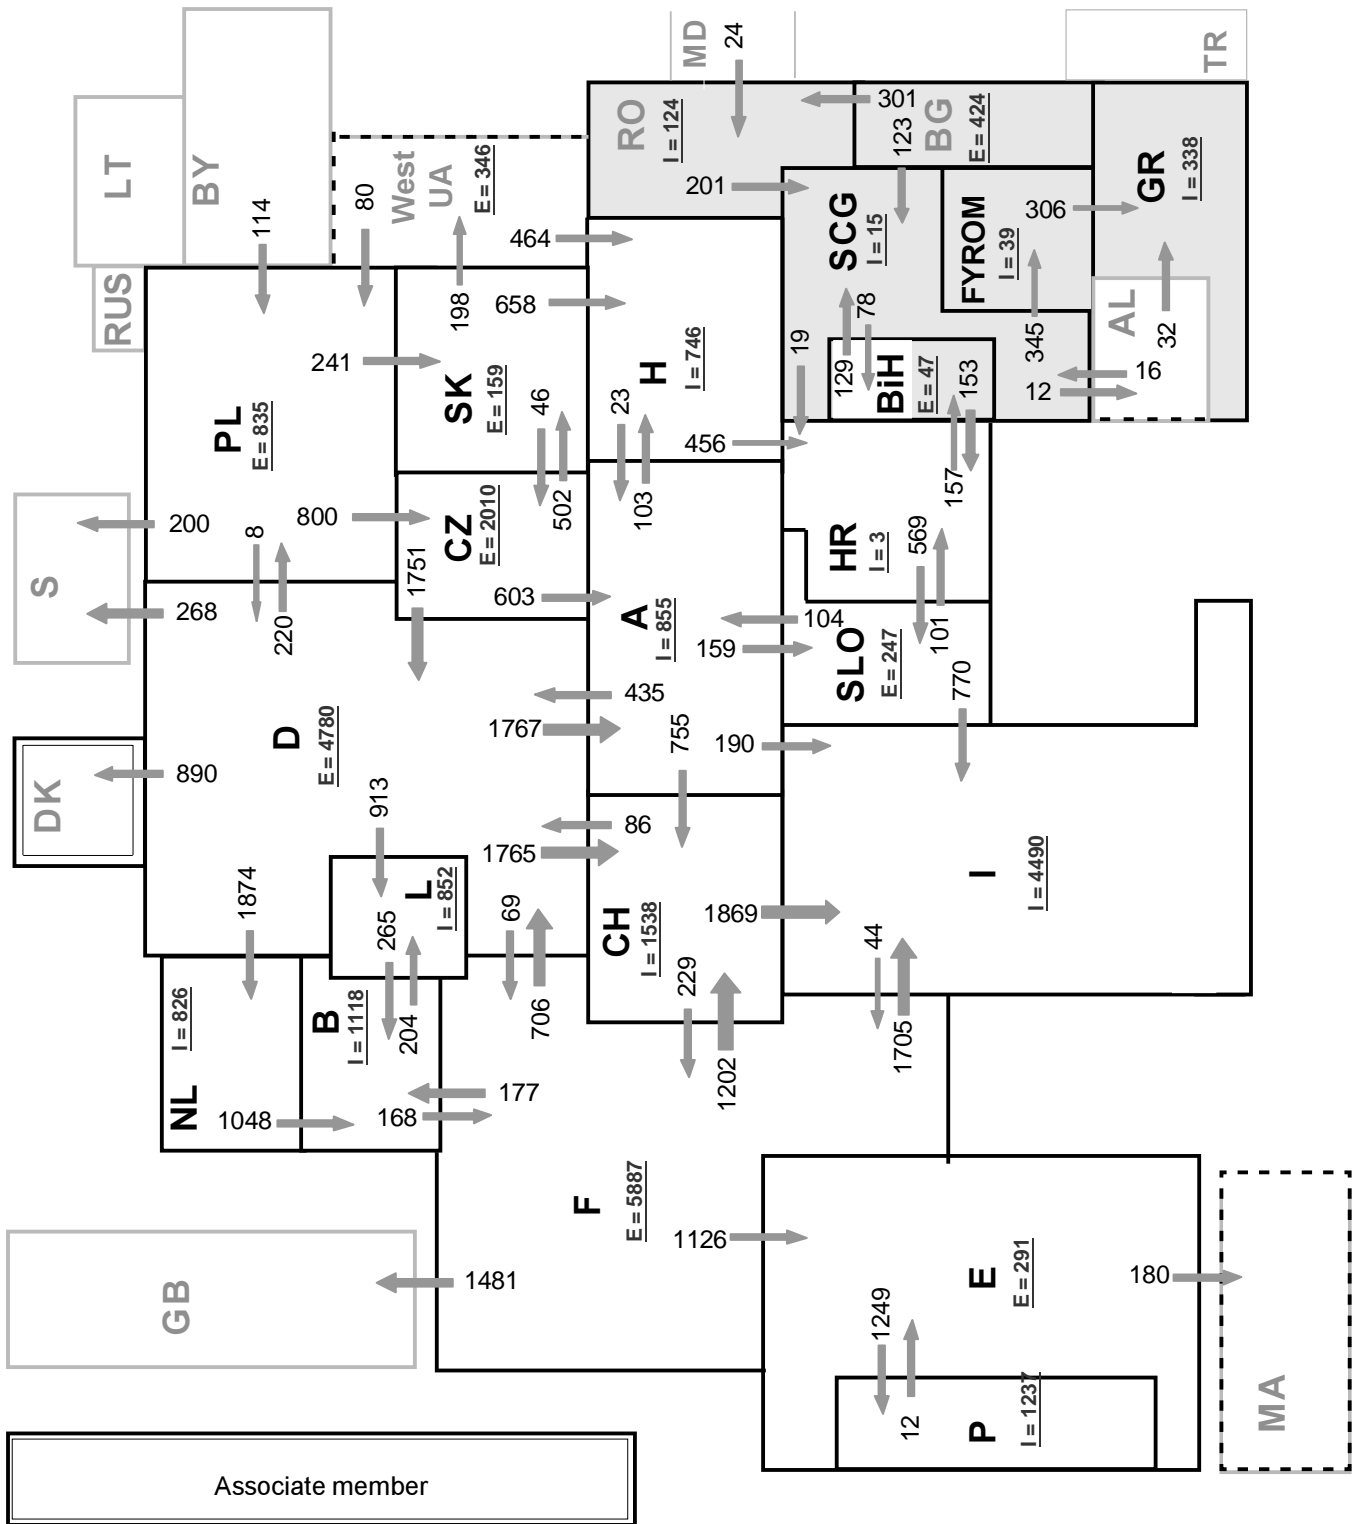 MD
24
TR
LT
BY
RO
I = 124
301
123
BG
E = 424
114
80
West
UA
E = 346
201
SCG
I = 15
FYROM
I = 39
306
GR
I = 338
RUS
464
198
658
129
78
19
345
AL
32
241
SK
E = 159
46
H
I = 746
23
BiH
E = 47
153
12
16
PL
E = 835
456
157
200
8
800
CZ
E = 2010
502
103
1751
HR
I = 3
569
S
268
220
603
A
I = 855
104
159
SLO
E = 247
101
770
D
E = 4780
435
1767
755
190
DK
890
913
86
1765
L
I = 852
I
I = 4490
1874
265
69
CH
I = 1538
1869
44
I = 826
B
I = 1118
204
706
229
1202
1705
NL
1048
168
177
F
E = 5887
1126
GB
1481
E
E = 291
180
1249
12
P
I = 1237
MA
Associate member